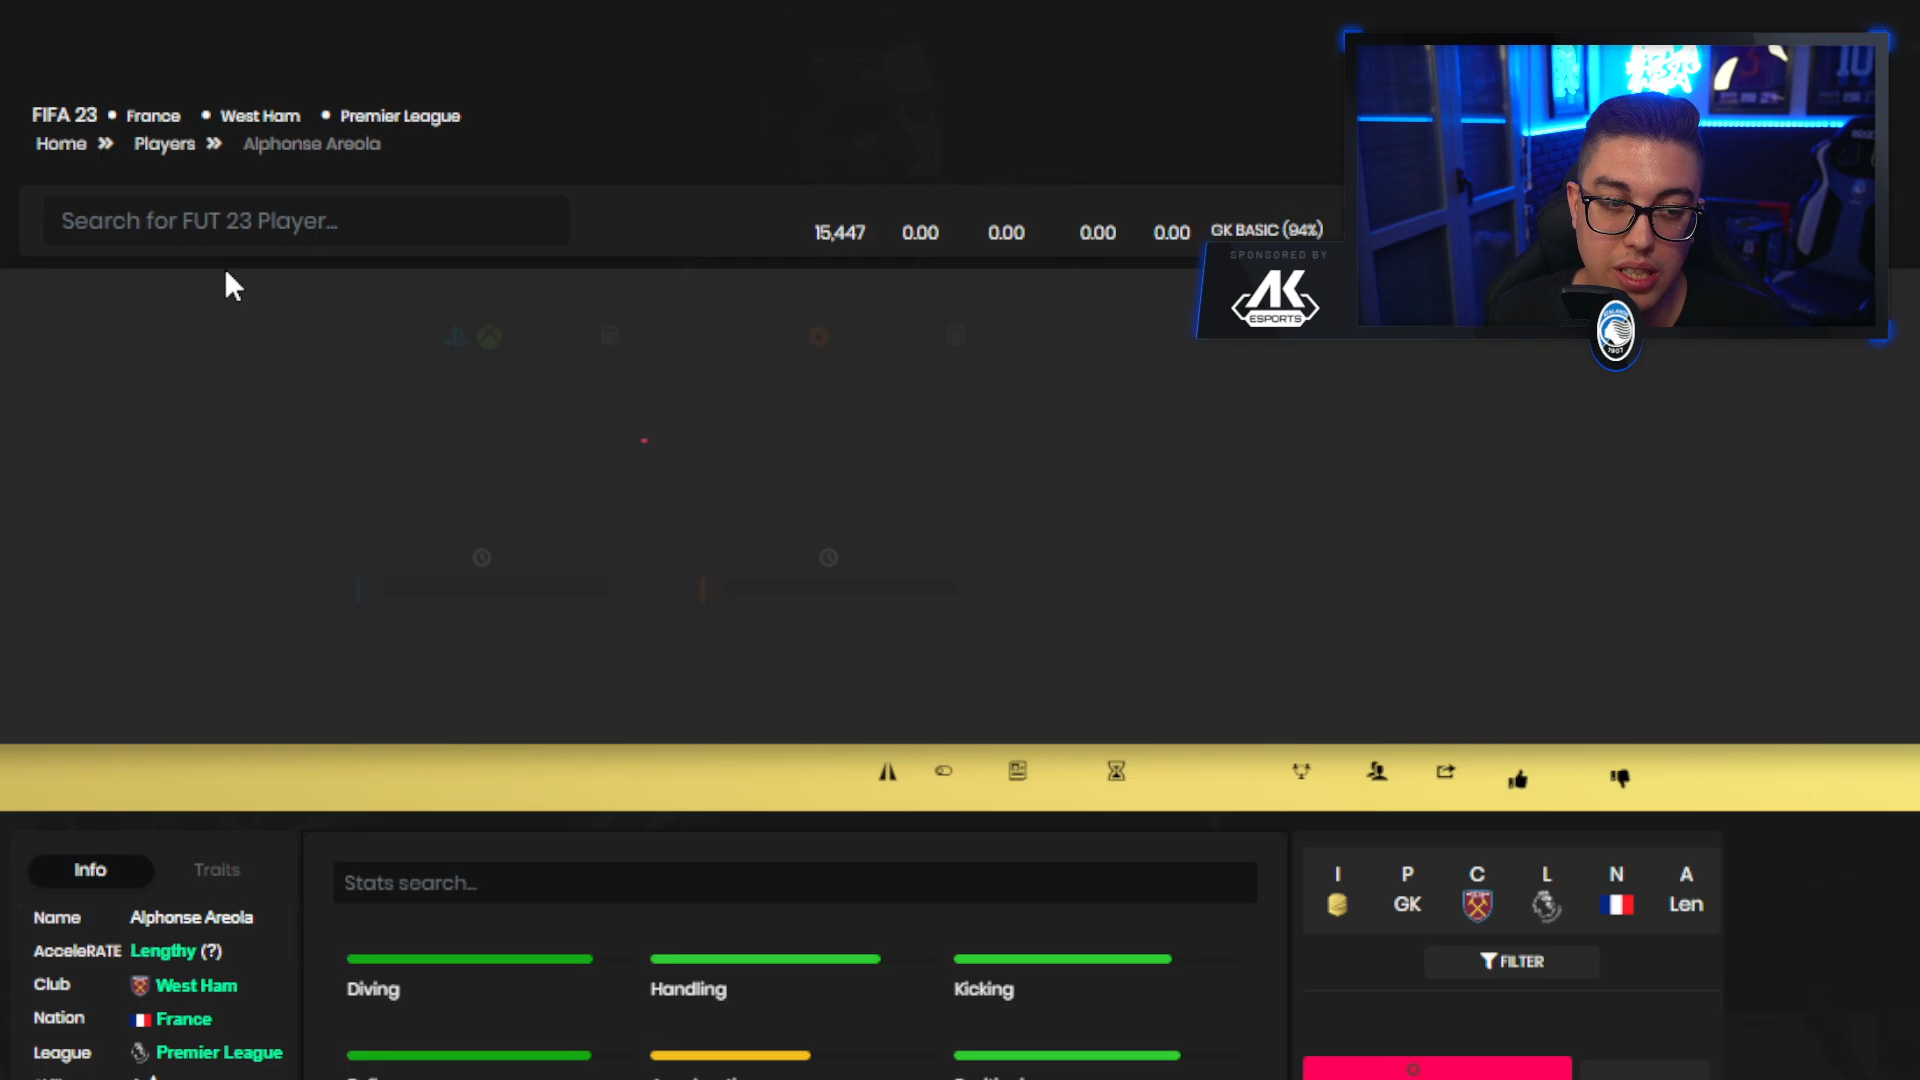 FIFA 23 • France • West Ham • Premier League
Home » Players » Alphonse Areola
Search for FUT 23 Player...
15,447 0.00 0.00 0.00 0.00 GK BASIC (94%)
SPONSORED BY
AK
ESPORTS
ATALANTA
1907
Info Traits
Name Alphonse Areola
AcceleRATE Lengthy (?)
Club West Ham
Nation France
League Premier League
Stats search...
Diving Handling Kicking
I P C L N A
GK Len
FILTER